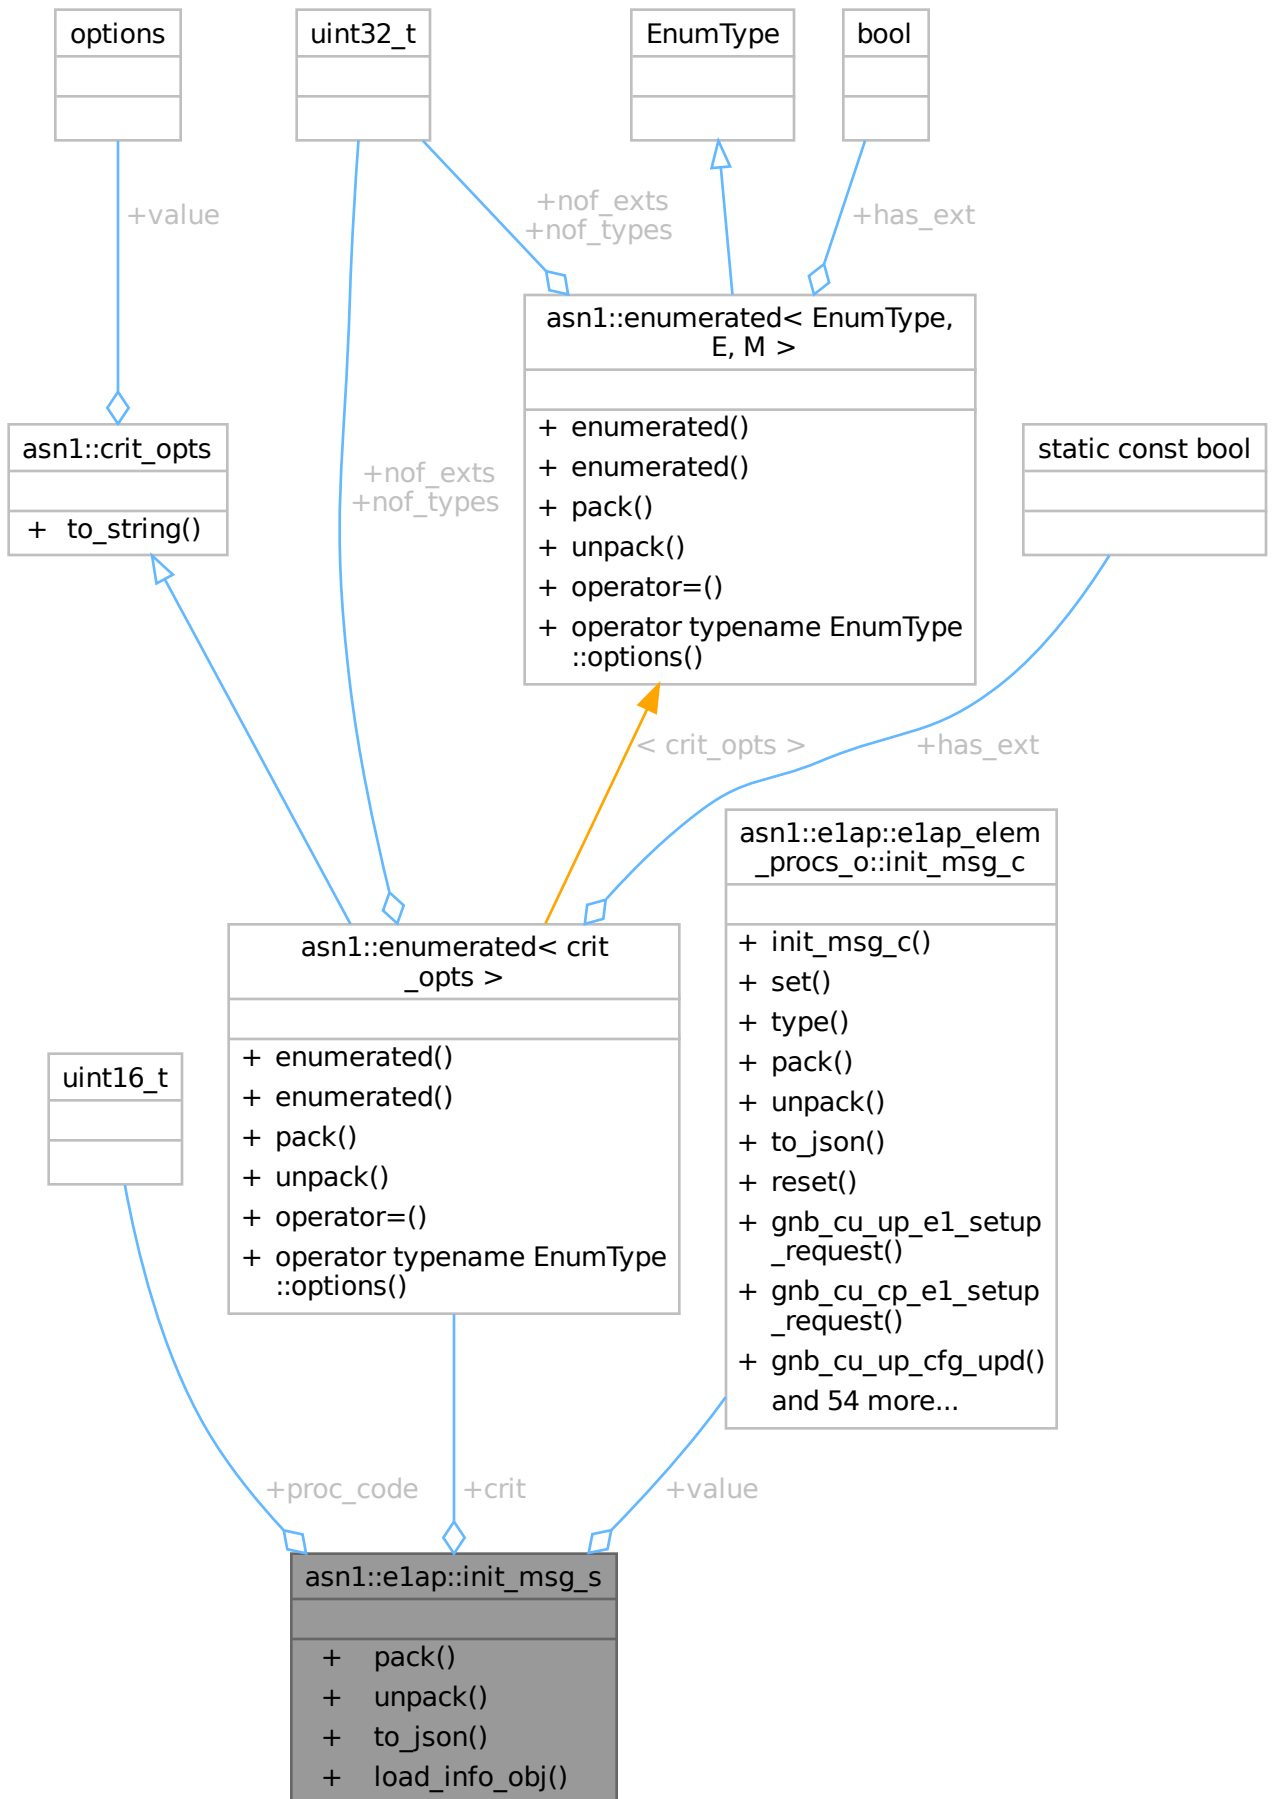 options
uint32_t
EnumType
bool
+value
+nof_exts
+nof_types
+has_ext
asn1::enumerated< EnumType,
E, M >
+ enumerated()
+ enumerated()
+ pack()
+ unpack()
+ operator=()
+ operator typename EnumType
::options()
asn1::crit_opts
+ to_string()
+nof_exts
+nof_types
static const bool
< crit_opts >
+has_ext
asn1::e1ap::e1ap_elem
_procs_o::init_msg_c
+ init_msg_c()
+ set()
+ type()
+ pack()
+ unpack()
+ to_json()
+ reset()
+ gnb_cu_up_e1_setup
_request()
+ gnb_cu_cp_e1_setup
_request()
+ gnb_cu_up_cfg_upd()
and 54 more...
asn1::enumerated< crit
_opts >
+ enumerated()
+ enumerated()
+ pack()
+ unpack()
+ operator=()
+ operator typename EnumType
::options()
uint16_t
+proc_code
+crit
+value
asn1::e1ap::init_msg_s
+ pack()
+ unpack()
+ to_json()
+ load_info_obj()